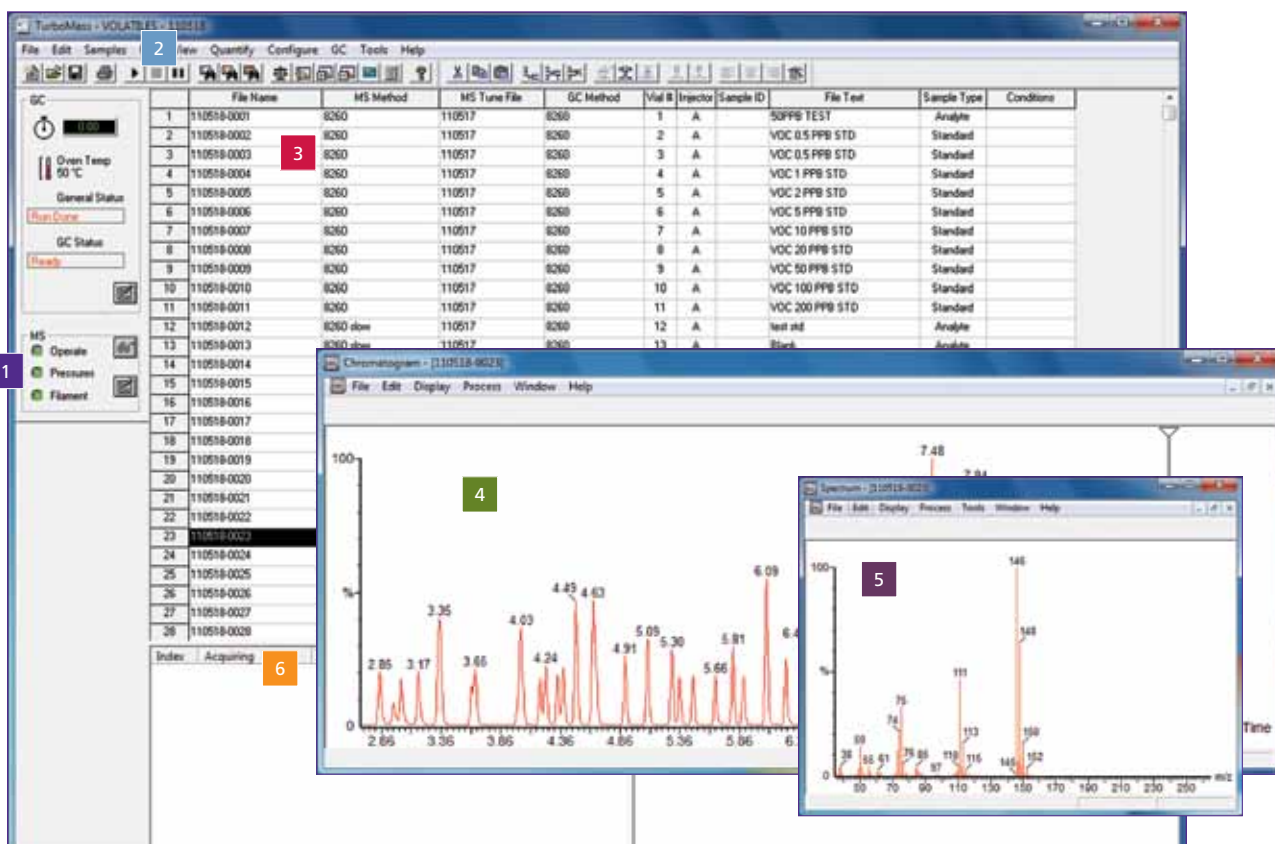 TurboMass - VOLATILES - 110518
File Edit Samples 2 View Quantify Configure GC Tools Help
GC
0.00
Oven Temp
50 °C
General Status
Run Done
GC Status
Ready
1
MS
Operate
Pressures
Filament
File Name MS Method MS Tune File GC Method Vial # Injector Sample ID File Text Sample Type Conditions
1 110518-0001 8260 110517 8260 1 A 50PPB TEST Analyte
2 110518-0002 8260 110517 8260 2 A VOC 0.5 PPB STD Standard
3 110518-0003 3 8260 110517 8260 3 A VOC 0.5 PPB STD Standard
4 110518-0004 8260 110517 8260 4 A VOC 1 PPB STD Standard
5 110518-0005 8260 110517 8260 5 A VOC 2 PPB STD Standard
6 110518-0006 8260 110517 8260 6 A VOC 5 PPB STD Standard
7 110518-0007 8260 110517 8260 7 A VOC 10 PPB STD Standard
8 110518-0008 8260 110517 8260 8 A VOC 20 PPB STD Standard
9 110518-0009 8260 110517 8260 9 A VOC 50 PPB STD Standard
10 110518-0010 8260 110517 8260 10 A VOC 100 PPB STD Standard
11 110518-0011 8260 110517 8260 11 A VOC 200 PPB STD Standard
12 110518-0012 8260 slow 110517 8260 12 A test std Analyte
13 110518-0013 8260 slow 110517 8260 13 A Blank Analyte
14 110518-0014
15 110518-0015
16 110518-0016
17 110518-0017
18 110518-0018
19 110518-0019
20 110518-0020
21 110518-0021
22 110518-0022
23 110518-0023
24 110518-0024
25 110518-0025
26 110518-0026
27 110518-0027
28 110518-0028
Index Acquiring 6
Chromatogram - [110518-0023]
File Edit Display Process Window Help
4
100
%
0
2.85 3.17 3.35 3.65 4.03 4.24 4.49 4.63 4.91 5.09 5.30 5.66 5.81 6.09 7.48 7.94
2.86 3.36 3.86 4.36 4.86 5.36 5.86
Time
Spectrum - [110518-0023]
File Edit Display Process Tools Window Help
5
100
%
0
38 50 55 61 74 75 85 97 111 113 146 148 150 152
50 70 90 110 130 150 170 190 210 230 250
m/z